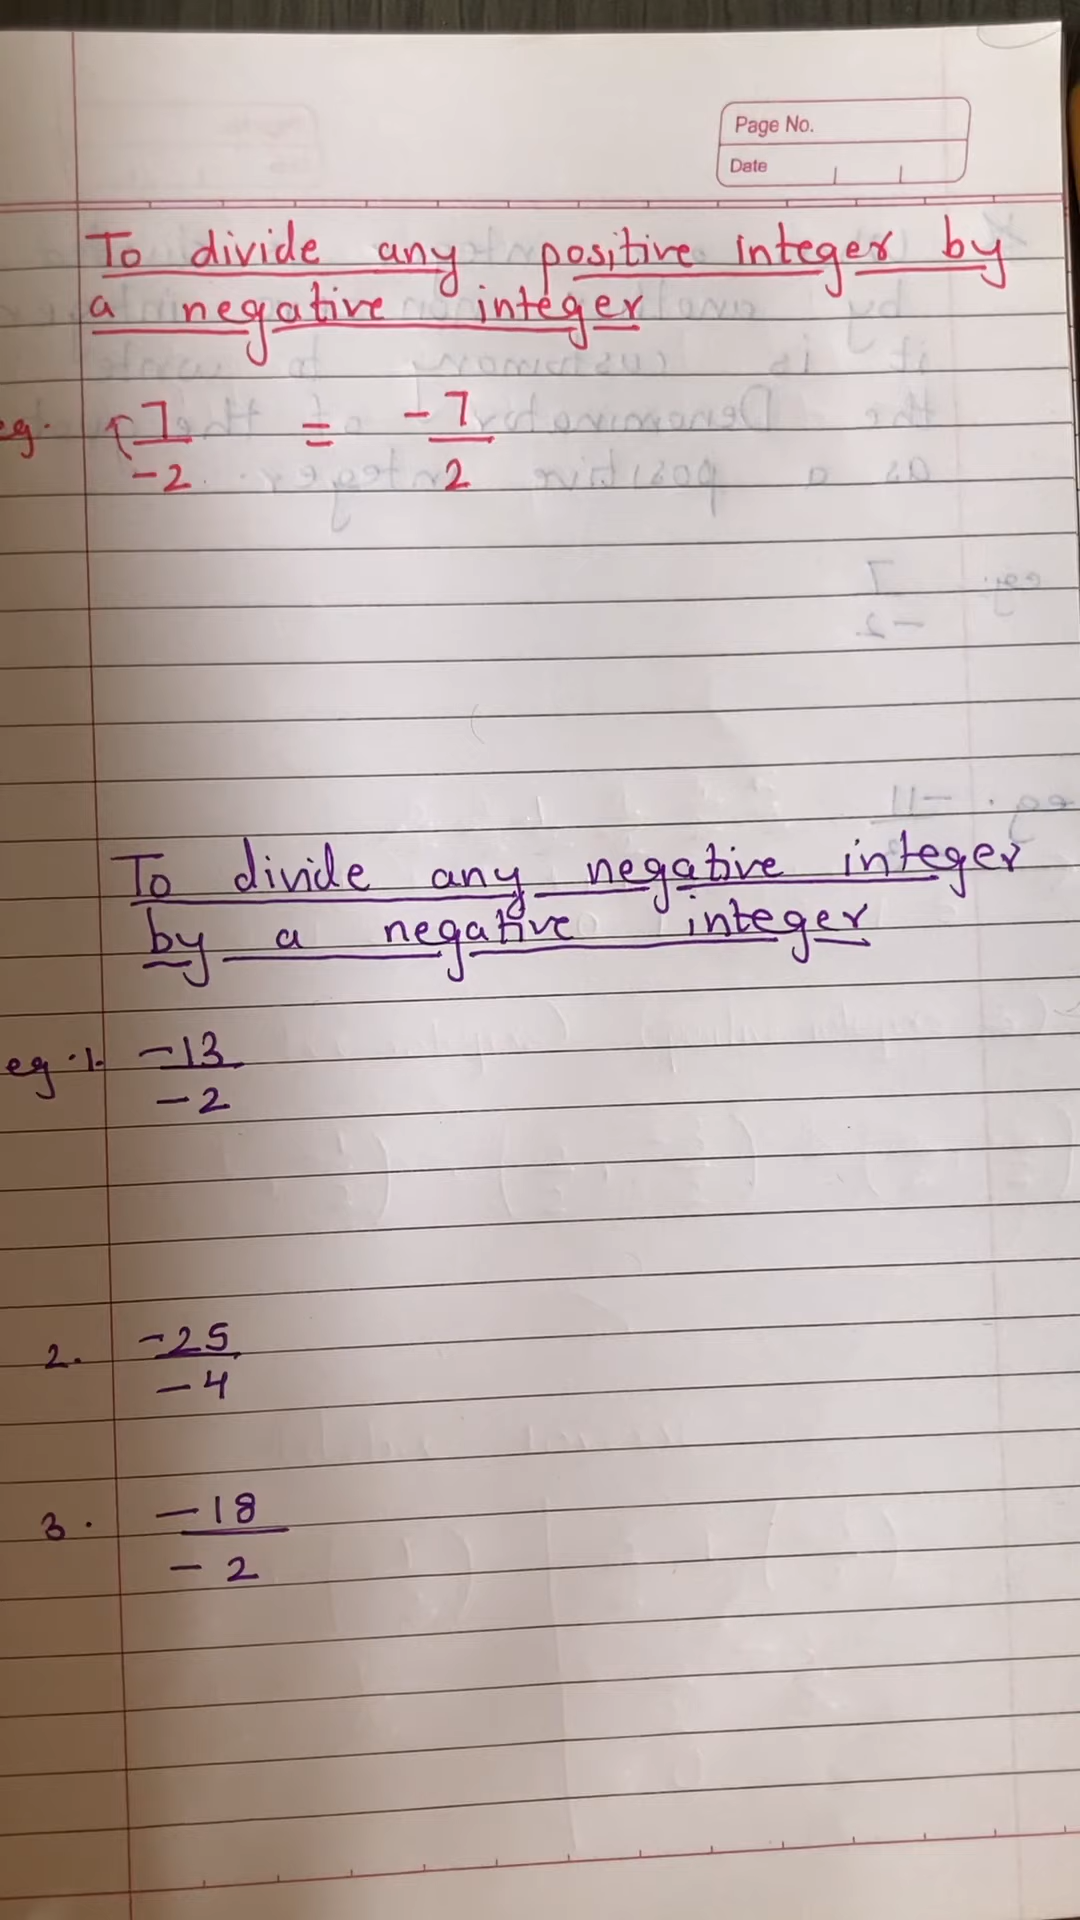 Page No.
Date
To divide any positive integer by
a negative integer
eg. 7/-2 = -7/2
To divide any negative integer
by a negative integer
eg.1. -13/-2
2. -25/-4
3. -18/-2